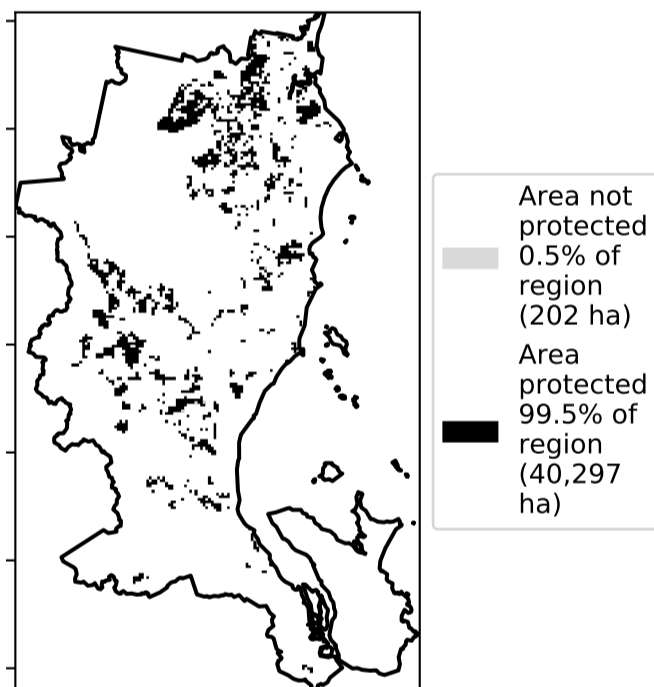 Area not
protected
0.5% of
region
(202 ha)
Area
protected
99.5% of
region
(40,297
ha)